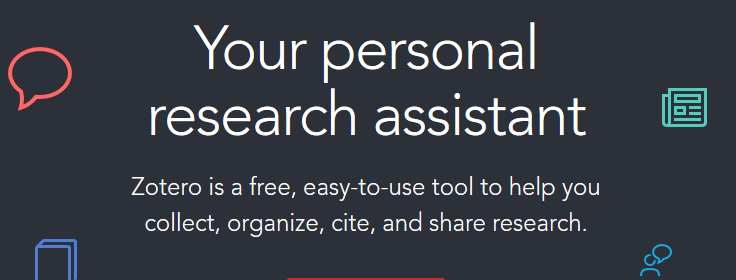 Your personal
research assistant
Zotero is a free, easy-to-use tool to help you
collect, organize, cite, and share research.